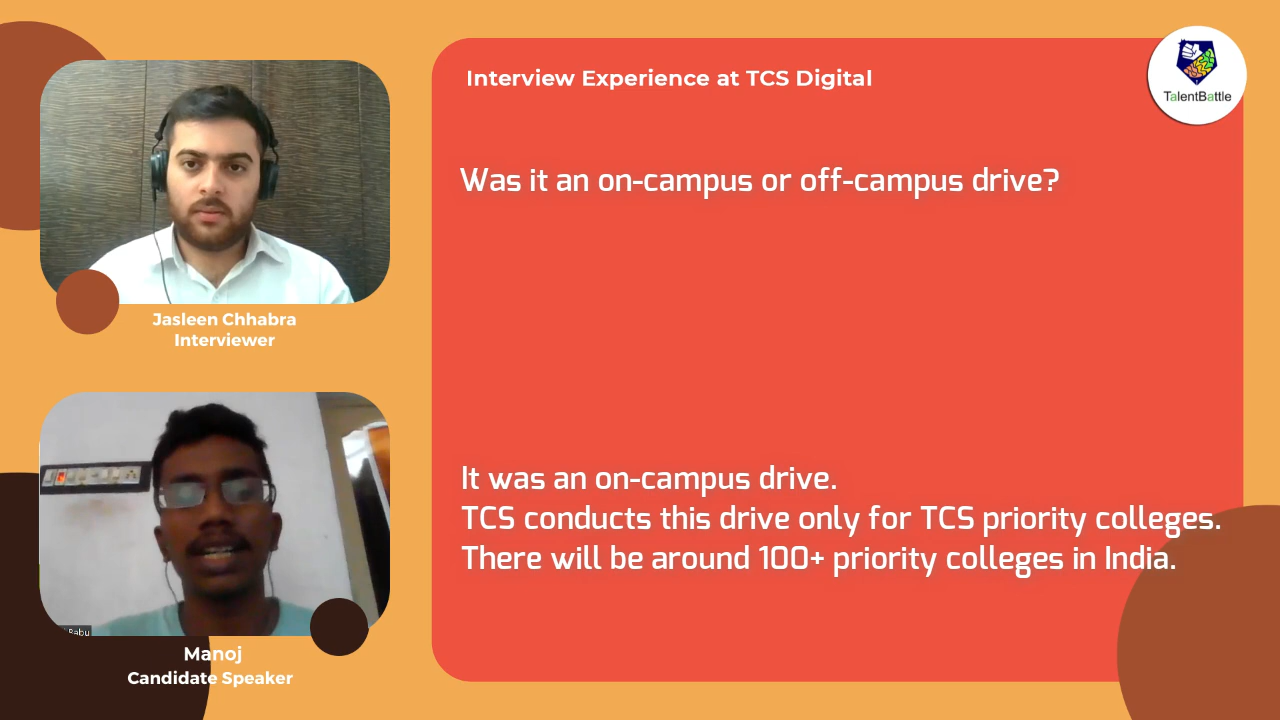 Interview Experience at TCS Digital
TalentBattle
Was it an on-campus or off-campus drive?
Jasleen Chhabra
Interviewer
It was an on-campus drive.
TCS conducts this drive only for TCS priority colleges.
There will be around 100+ priority colleges in India.
Babu
Manoj
Candidate Speaker